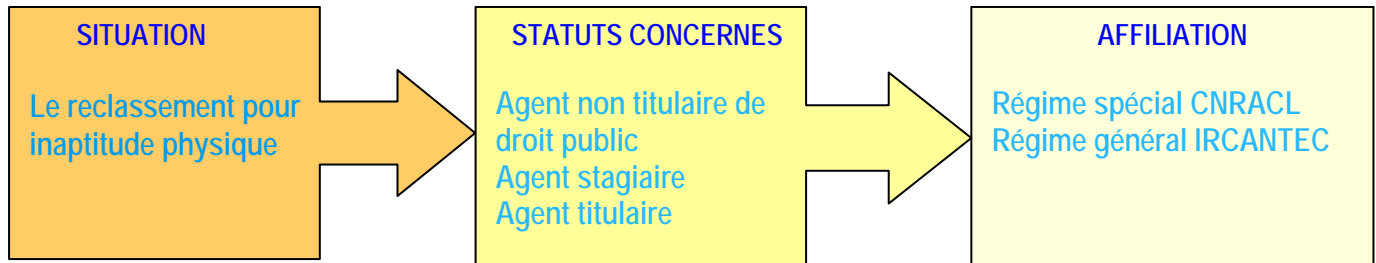 SITUATION
Le reclassement pour
inaptitude physique
STATUTS CONCERNES
Agent non titulaire de
droit public
Agent stagiaire
Agent titulaire
AFFILIATION
Régime spécial CNRACL
Régime général IRCANTEC